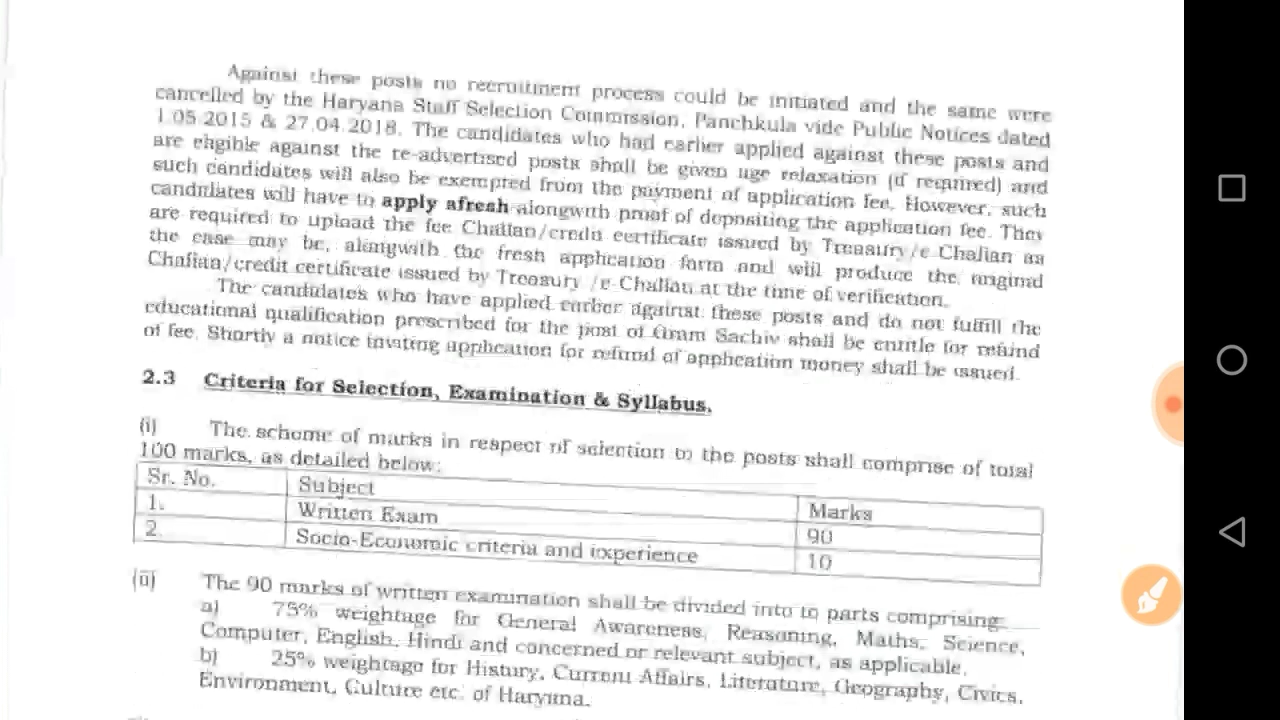 Against these posts no recruitment process could be initiated and the same were
cancelled by the Haryana Staff Selection Commission, Panchkula vide Public Notices dated
1.05.2015 & 27.04.2018. The candidates who had earlier applied against these posts and
are eligible against the re-advertised posts shall be given age relaxation (if required) and
such candidates will also be exempted from the payment of application fee. However, such
candidates will have to apply afresh alongwith proof of depositing the application fee. They
are required to upload the fee Challan/credit certificate issued by Treasury/e-Challan as
the case may be, alongwith the fresh application form and will produce the original
Challan/credit certificate issued by Treasury /e-Challan at the time of verification.
The candidates who have applied earlier against these posts and do not fulfill the
educational qualification prescribed for the post of Gram Sachiv shall be entitle for refund
of fee. Shortly a notice inviting application for refund of application money shall be issued.
2.3 Criteria for Selection, Examination & Syllabus.
(i) The scheme of marks in respect of selection to the posts shall comprise of total
100 marks, as detailed below:
Sr. No. Subject Marks
1. Written Exam 90
2. Socio-Economic criteria and experience 10
(ii) The 90 marks of written examination shall be divided into to parts comprising
a) 75% weightage for General Awareness, Reasoning, Maths, Science,
Computer, English, Hindi and concerned or relevant subject, as applicable.
b) 25% weightage for History, Current Affairs, Literature, Geography, Civics,
Environment, Culture etc. of Haryana.